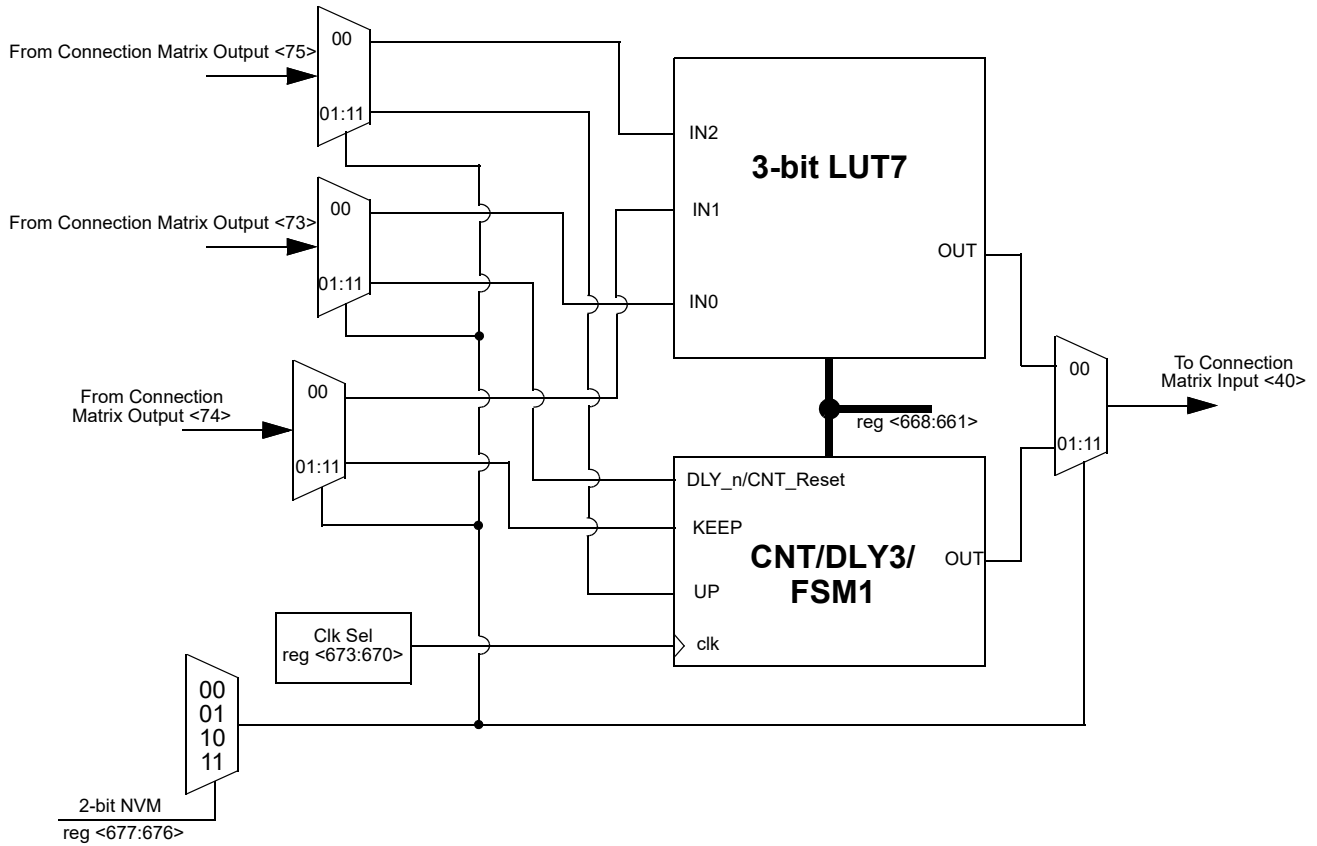 From Connection Matrix Output <75>
00
01:11
From Connection Matrix Output <73>
00
01:11
From Connection
Matrix Output <74>
00
01:11
IN2
IN1
IN0
3-bit LUT7
OUT
reg <668:661>
DLY_n/CNT_Reset
KEEP
UP
clk
CNT/DLY3/
FSM1
OUT
00
01:11
To Connection
Matrix Input <40>
Clk Sel
reg <673:670>
00
01
10
11
2-bit NVM
reg <677:676>